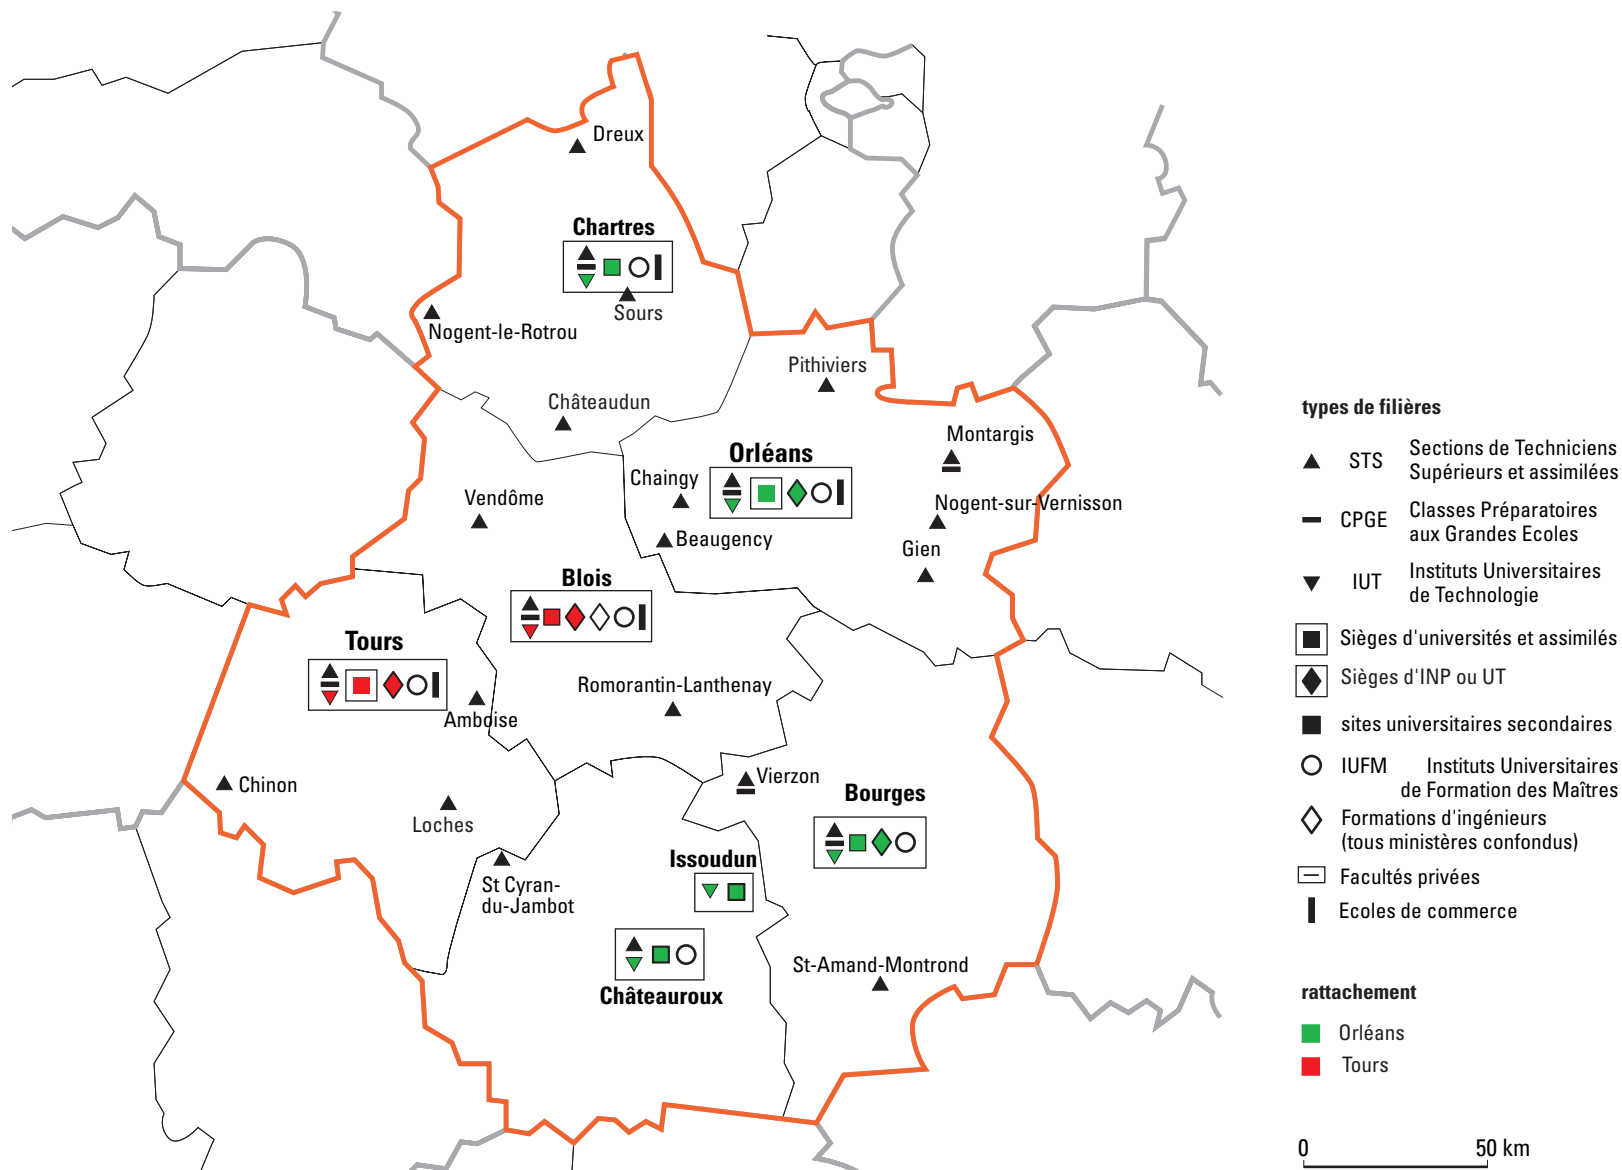 Dreux
Chartres
Sours
Nogent-le-Rotrou
Pithiviers
Châteaudun
Montargis
Orléans
Chaingy
Vendôme
Nogent-sur-Vernisson
Beaugency
Gien
Blois
Tours
Romorantin-Lanthenay
Amboise
Vierzon
Chinon
Bourges
Loches
Issoudun
St Cyran-
du-Jambot
St-Amand-Montrond
Châteauroux
types de filières
STS Sections de Techniciens
Supérieurs et assimilées
CPGE Classes Préparatoires
aux Grandes Ecoles
IUT Instituts Universitaires
de Technologie
Sièges d'universités et assimilés
Sièges d'INP ou UT
sites universitaires secondaires
IUFM Instituts Universitaires
de Formation des Maîtres
Formations d'ingénieurs
(tous ministères confondus)
Facultés privées
Ecoles de commerce
rattachement
Orléans
Tours
0 50 km